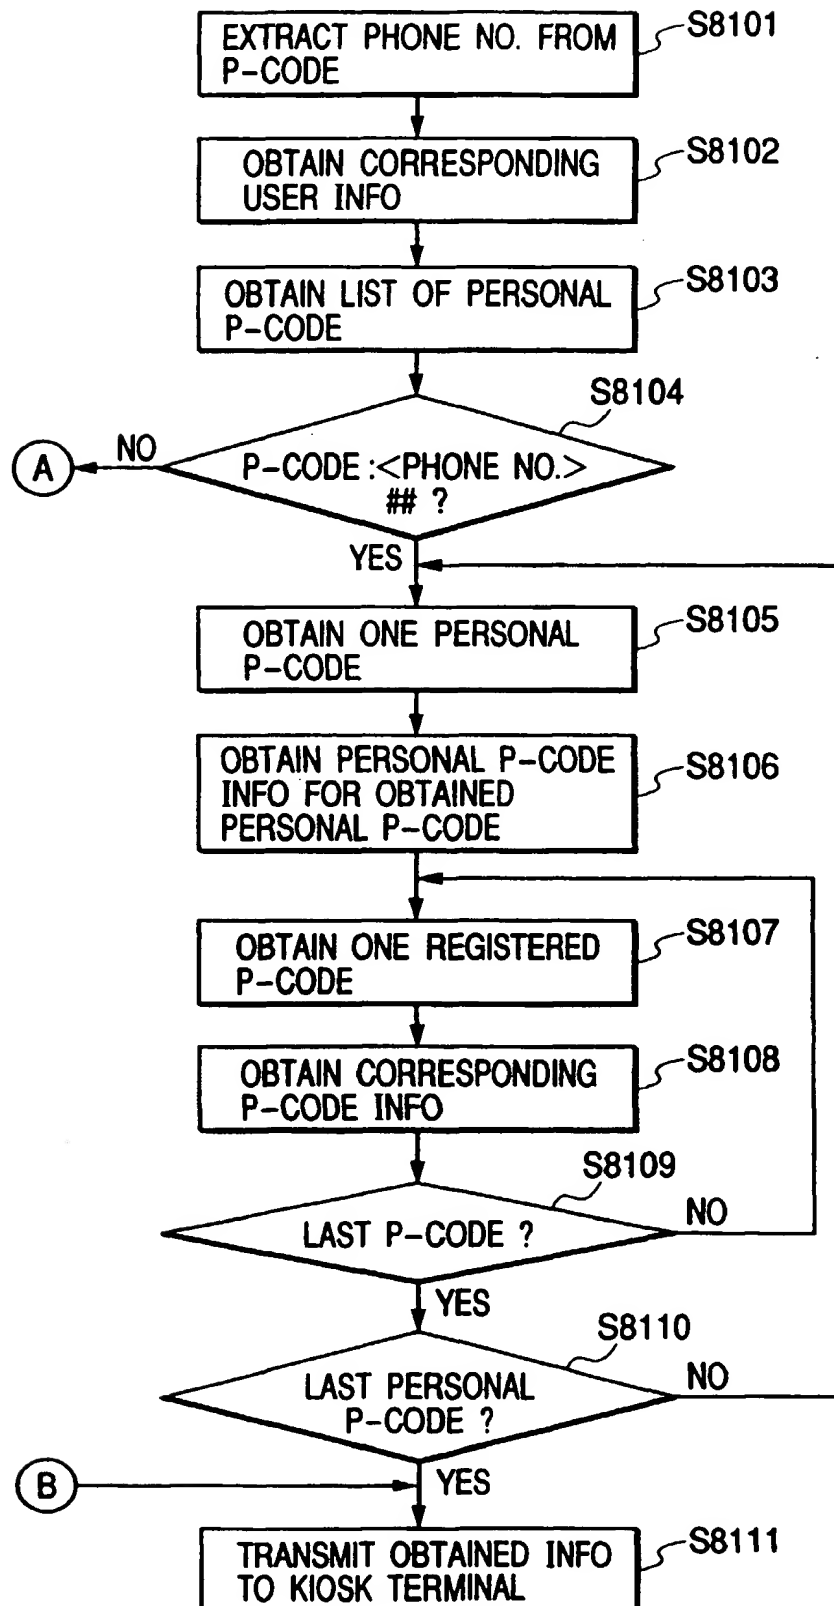 EXTRACT PHONE NO. FROM
P-CODE
S8101
OBTAIN CORRESPONDING
USER INFO
S8102
OBTAIN LIST OF PERSONAL
P-CODE
S8103
S8104
A
NO
P-CODE:<PHONE NO.>
## ?
YES
OBTAIN ONE PERSONAL
P-CODE
S8105
OBTAIN PERSONAL P-CODE
INFO FOR OBTAINED
PERSONAL P-CODE
S8106
OBTAIN ONE REGISTERED
P-CODE
S8107
OBTAIN CORRESPONDING
P-CODE INFO
S8108
S8109
LAST P-CODE ?
NO
YES
S8110
LAST PERSONAL
P-CODE ?
NO
B
YES
TRANSMIT OBTAINED INFO
TO KIOSK TERMINAL
S8111